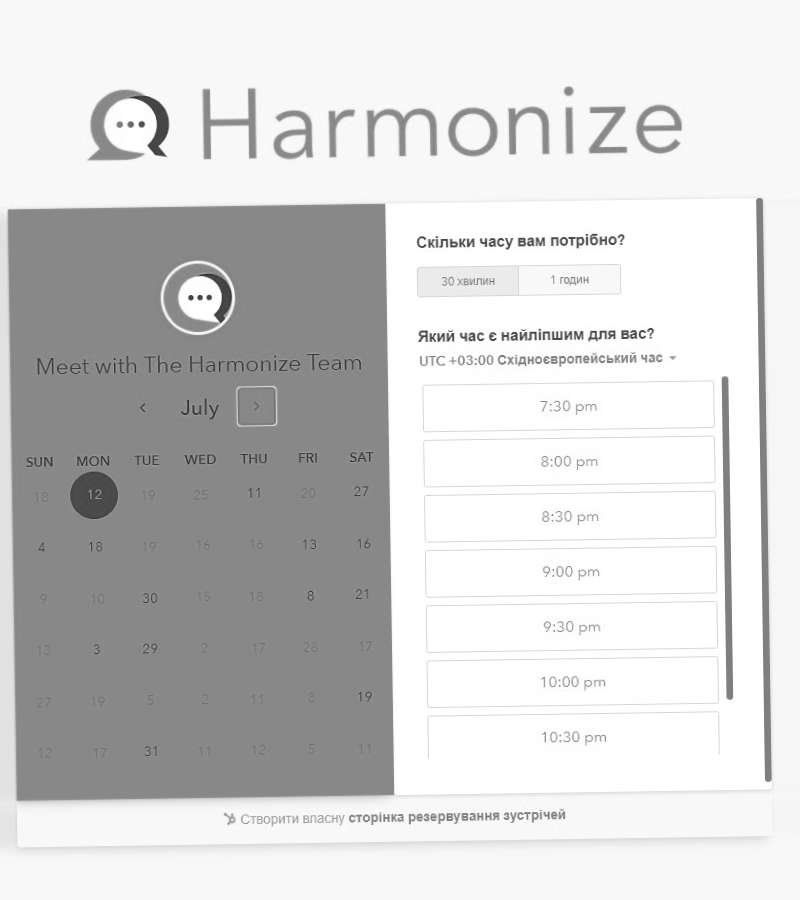 Harmonize
Meet with The Harmonize Team
July
SUN MON TUE WED THU FRI SAT
18 12 19 25 11 20 27
4 18 19 16 16 13 16
9 10 30 15 18 8 21
13 3 29 2 17 28 17
27 19 5 2 11 8 19
12 17 31 11 12 5 11
Скільки часу вам потрібно?
30 хвилин 1 годин
Який час є найліпшим для вас?
UTC +03:00 Східноєвропейський час
7:30 pm
8:00 pm
8:30 pm
9:00 pm
9:30 pm
10:00 pm
10:30 pm
Створити власну сторінка резервування зустрічей